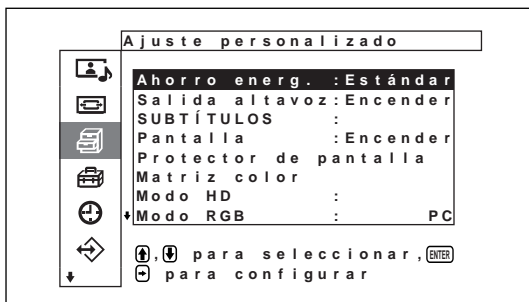 Ajuste personalizado
Ahorro energ. :Estándar
Salida altavoz:Encender
SUBTÍTULOS :
Pantalla :Encender
Protector de pantalla
Matriz color
Modo HD :
Modo RGB : PC
, para seleccionar, ENTER
para configurar